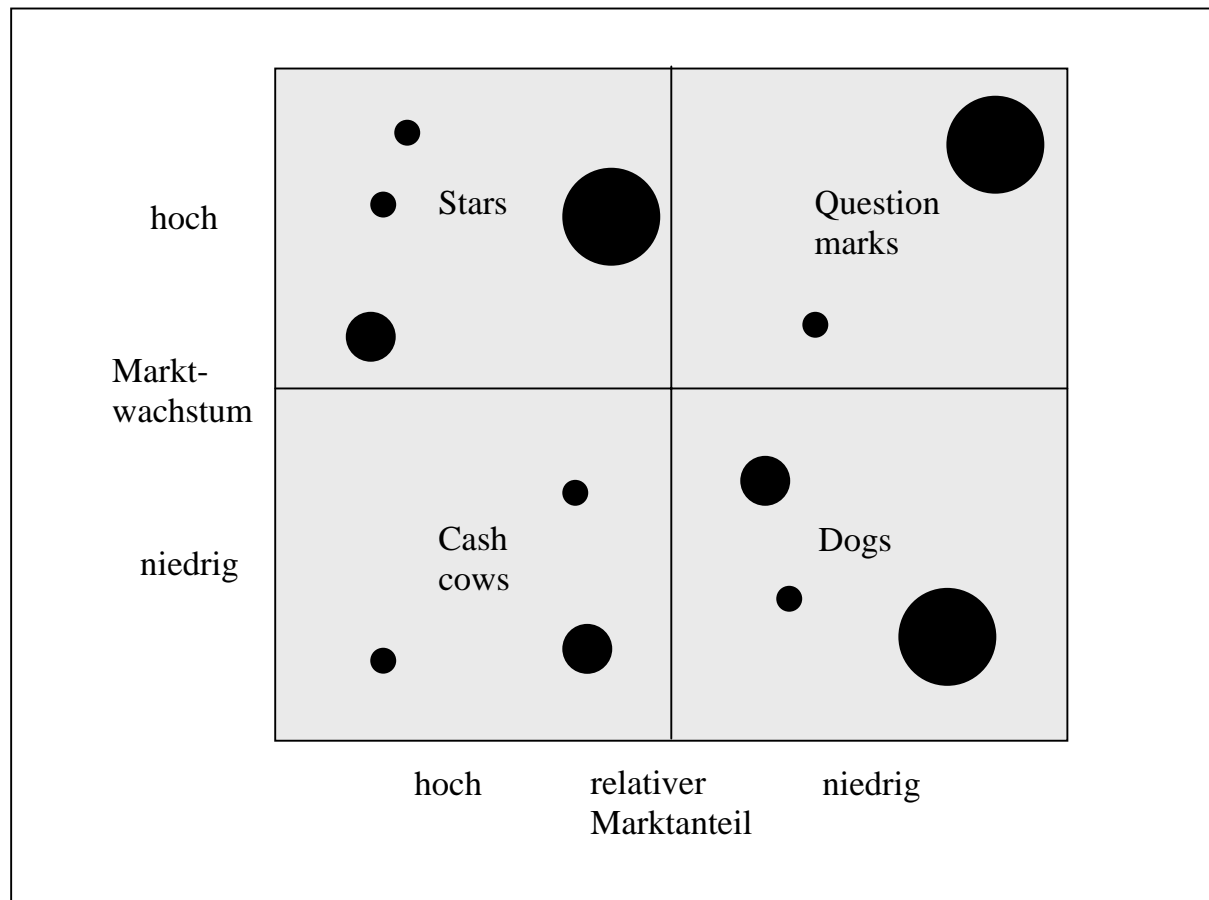 hoch
Stars
Question
marks
Markt-
wachstum
niedrig
Cash
cows
Dogs
hoch
relativer
Marktanteil
niedrig